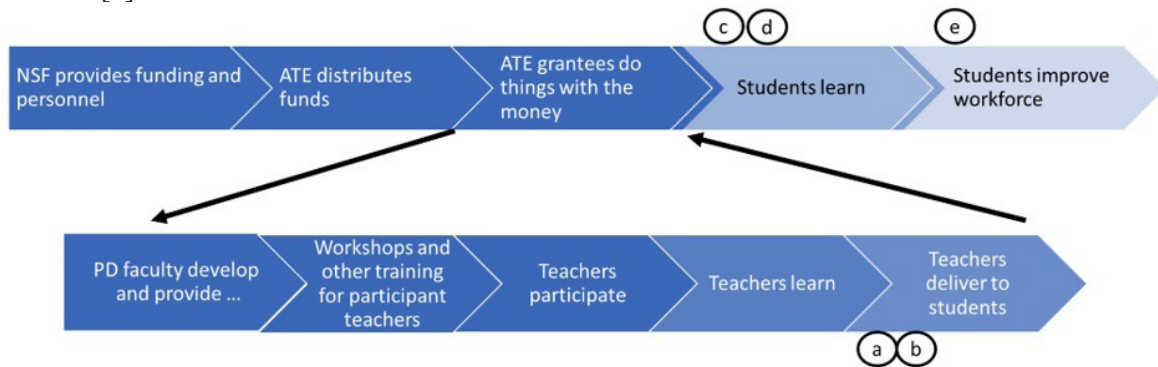 c d e
NSF provides funding and
personnel
ATE distributes
funds
ATE grantees do
things with the
money
Students learn
Students improve
workforce
PD faculty develop
and provide ...
Workshops and
other training
for participant
teachers
Teachers
participate
Teachers learn
Teachers
deliver to
students
a b